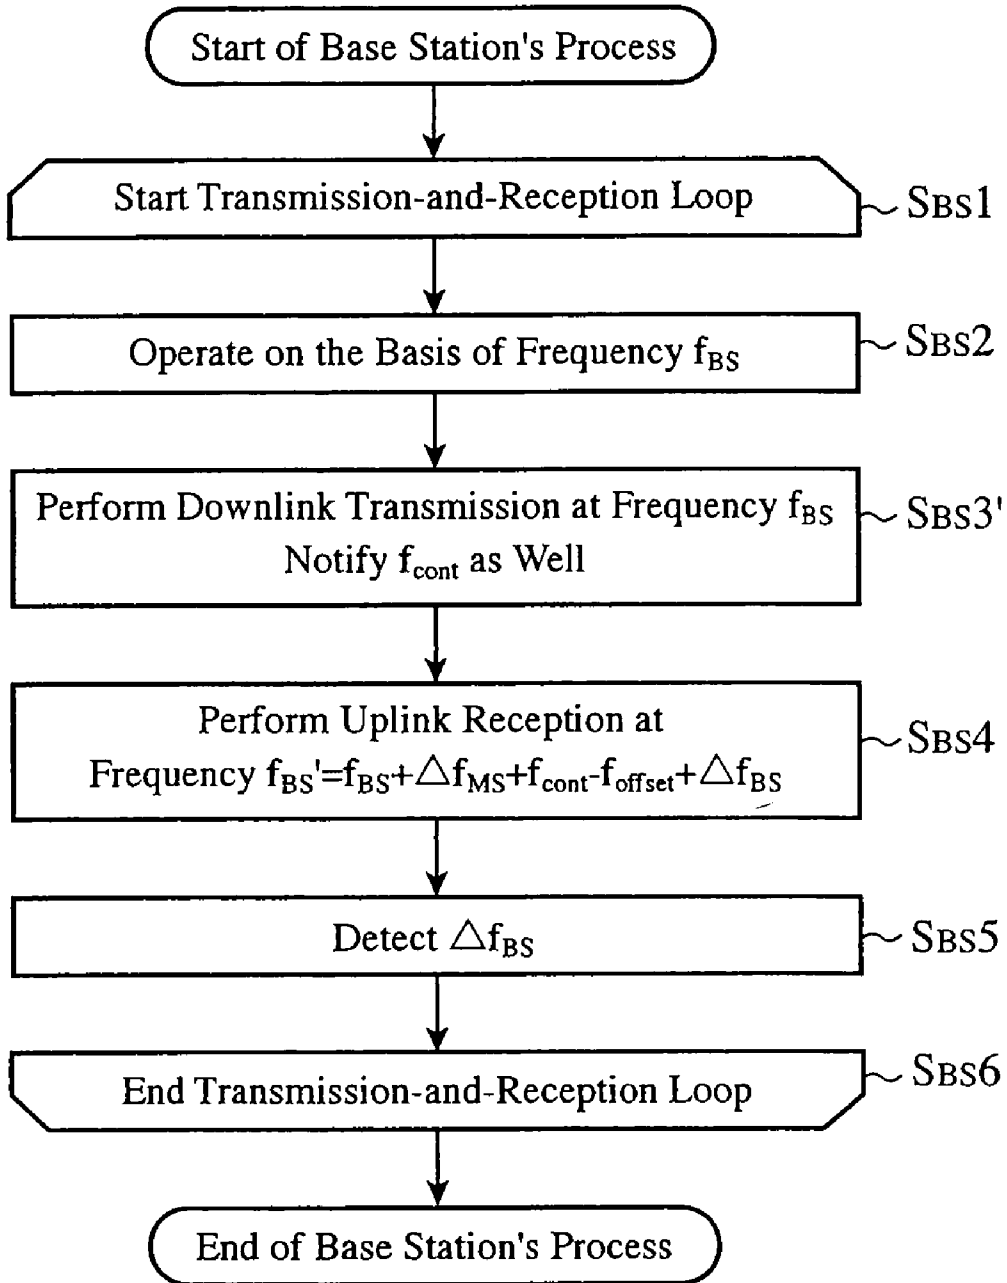 Start of Base Station's Process
Start Transmission-and-Reception Loop
SBS1
Operate on the Basis of Frequency fBS
SBS2
Perform Downlink Transmission at Frequency fBS
Notify fcont as Well
SBS3'
Perform Uplink Reception at
Frequency fBS'=fBS+△fMS+fcont-foffset+△fBS
SBS4
Detect △fBS
SBS5
End Transmission-and-Reception Loop
SBS6
End of Base Station's Process